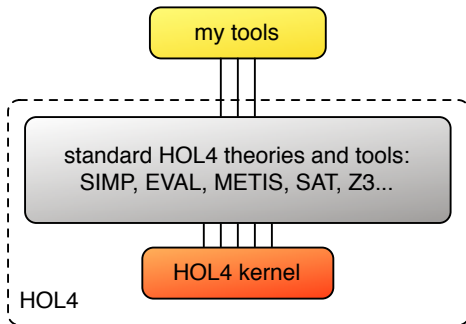 my tools
standard HOL4 theories and tools:
SIMP, EVAL, METIS, SAT, Z3...
HOL4 kernel
HOL4